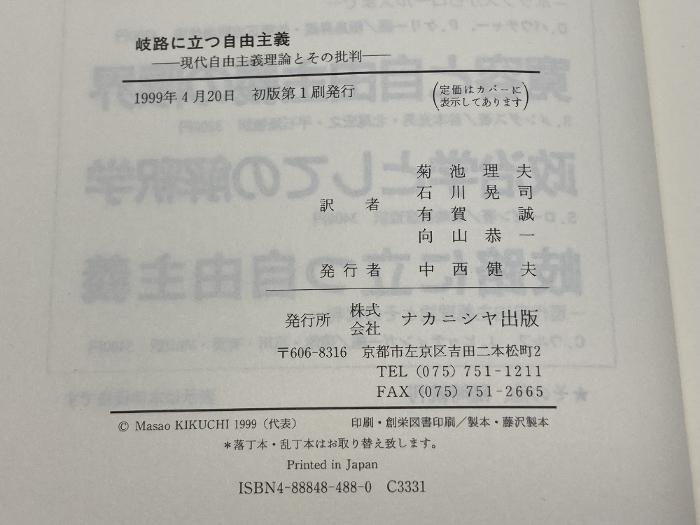 岐路に立つ自由主義
――現代自由主義理論とその批判――
1999年4月20日 初版第1刷発行
(定価はカバーに
表示してあります)
訳者
菊池理夫
石川晃司
有賀誠
向山恭一
発行者 中西健夫
発行所 株式会社 ナカニシヤ出版
〒606-8316 京都市左京区吉田二本松町2
TEL (075) 751-1211
FAX (075) 751-2665
© Masao KIKUCHI 1999 (代表) 印刷・創栄図書印刷/製本・藤沢製本
*落丁本・乱丁本はお取り替え致します。
Printed in Japan
ISBN4-88848-488-0 C3331